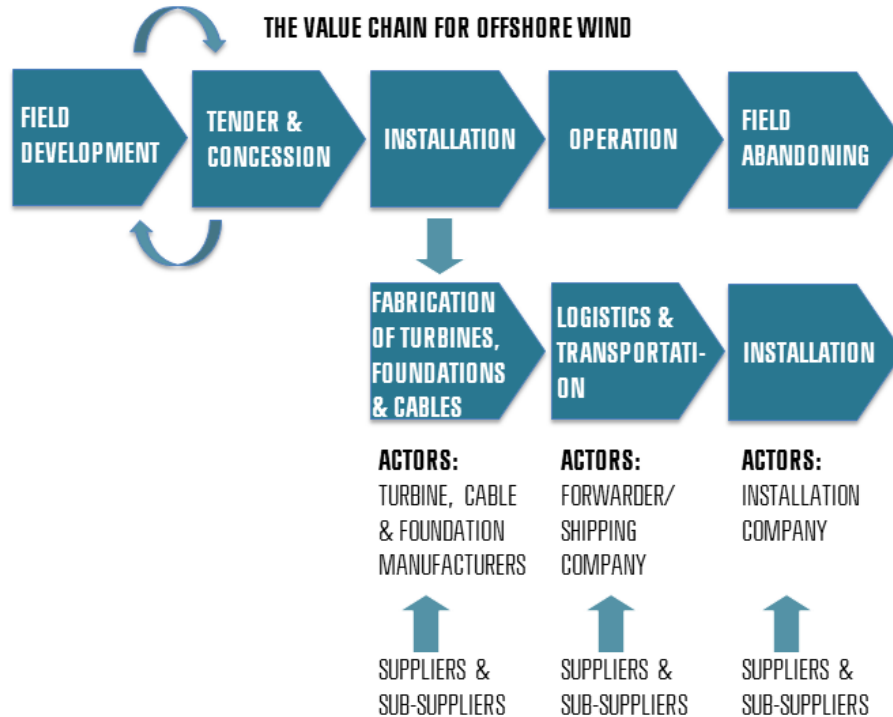 THE VALUE CHAIN FOR OFFSHORE WIND
FIELD
DEVELOPMENT
TENDER &
CONCESSION
INSTALLATION
OPERATION
FIELD
ABANDONING
FABRICATION
OF TURBINES,
FOUNDATIONS
& CABLES
LOGISTICS &
TRANSPORTATI-
ON
INSTALLATION
ACTORS:
TURBINE, CABLE
& FOUNDATION
MANUFACTURERS
ACTORS:
FORWARDER/
SHIPPING
COMPANY
ACTORS:
INSTALLATION
COMPANY
SUPPLIERS &
SUB-SUPPLIERS
SUPPLIERS &
SUB-SUPPLIERS
SUPPLIERS &
SUB-SUPPLIERS